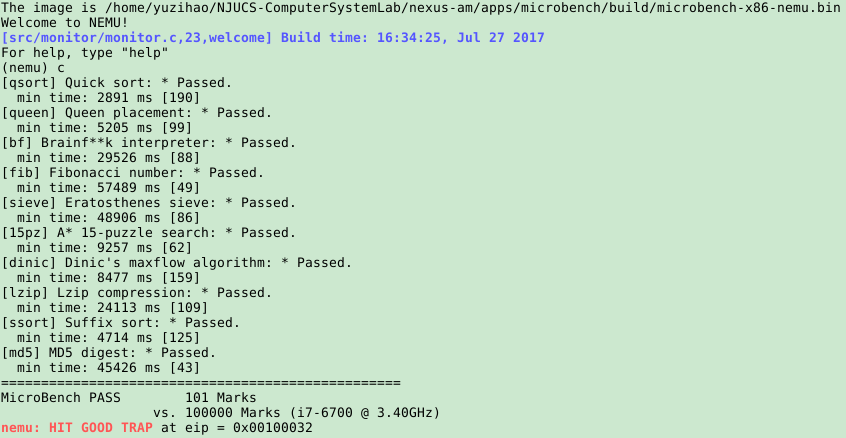 The image is /home/yuzihao/NJUCS-ComputerSystemLab/nexus-am/apps/microbench/build/microbench-x86-nemu.bin
Welcome to NEMU!
[src/monitor/monitor.c,23,welcome] Build time: 16:34:25, Jul 27 2017
For help, type "help"
(nemu) c
[qsort] Quick sort: * Passed.
  min time: 2891 ms [190]
[queen] Queen placement: * Passed.
  min time: 5205 ms [99]
[bf] Brainf**k interpreter: * Passed.
  min time: 29526 ms [88]
[fib] Fibonacci number: * Passed.
  min time: 57489 ms [49]
[sieve] Eratosthenes sieve: * Passed.
  min time: 48906 ms [86]
[15pz] A* 15-puzzle search: * Passed.
  min time: 9257 ms [62]
[dinic] Dinic's maxflow algorithm: * Passed.
  min time: 8477 ms [159]
[lzip] Lzip compression: * Passed.
  min time: 24113 ms [109]
[ssort] Suffix sort: * Passed.
  min time: 4714 ms [125]
[md5] MD5 digest: * Passed.
  min time: 45426 ms [43]
==================================================
MicroBench PASS        101 Marks
                   vs. 100000 Marks (i7-6700 @ 3.40GHz)
nemu: HIT GOOD TRAP at eip = 0x00100032